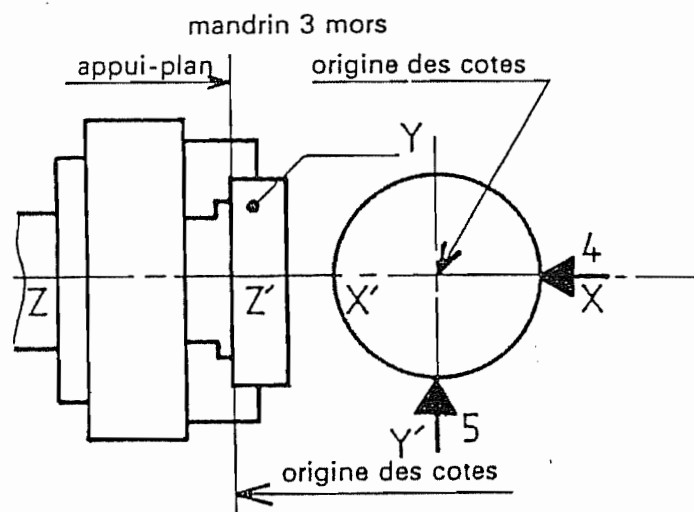 mandrin 3 mors
appui-plan
origine des cotes
Y
4
Z
Z'
X'
X
5
Y'
origine des cotes